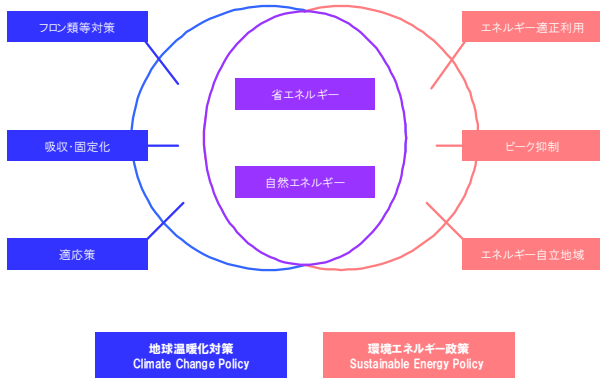 フロン類等対策
エネルギー適正利用
省エネルギー
吸収・固定化
ピーク抑制
自然エネルギー
適応策
エネルギー自立地域
地球温暖化対策
Climate Change Policy
環境エネルギー政策
Sustainable Energy Policy